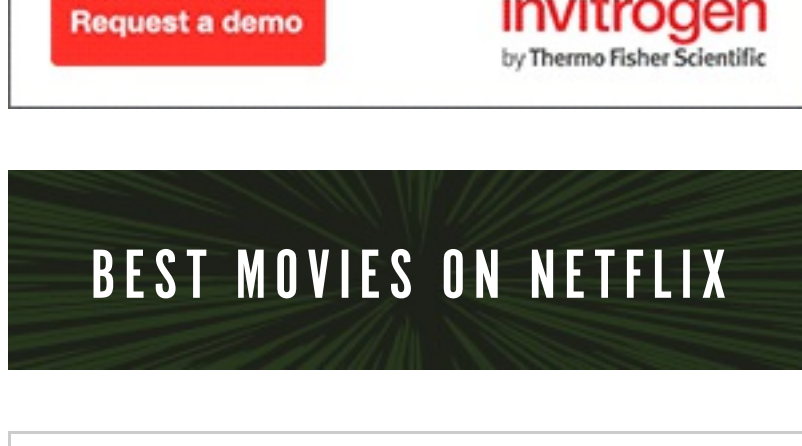 Request a demo
invitrogen
by Thermo Fisher Scientific
BEST MOVIES ON NETFLIX